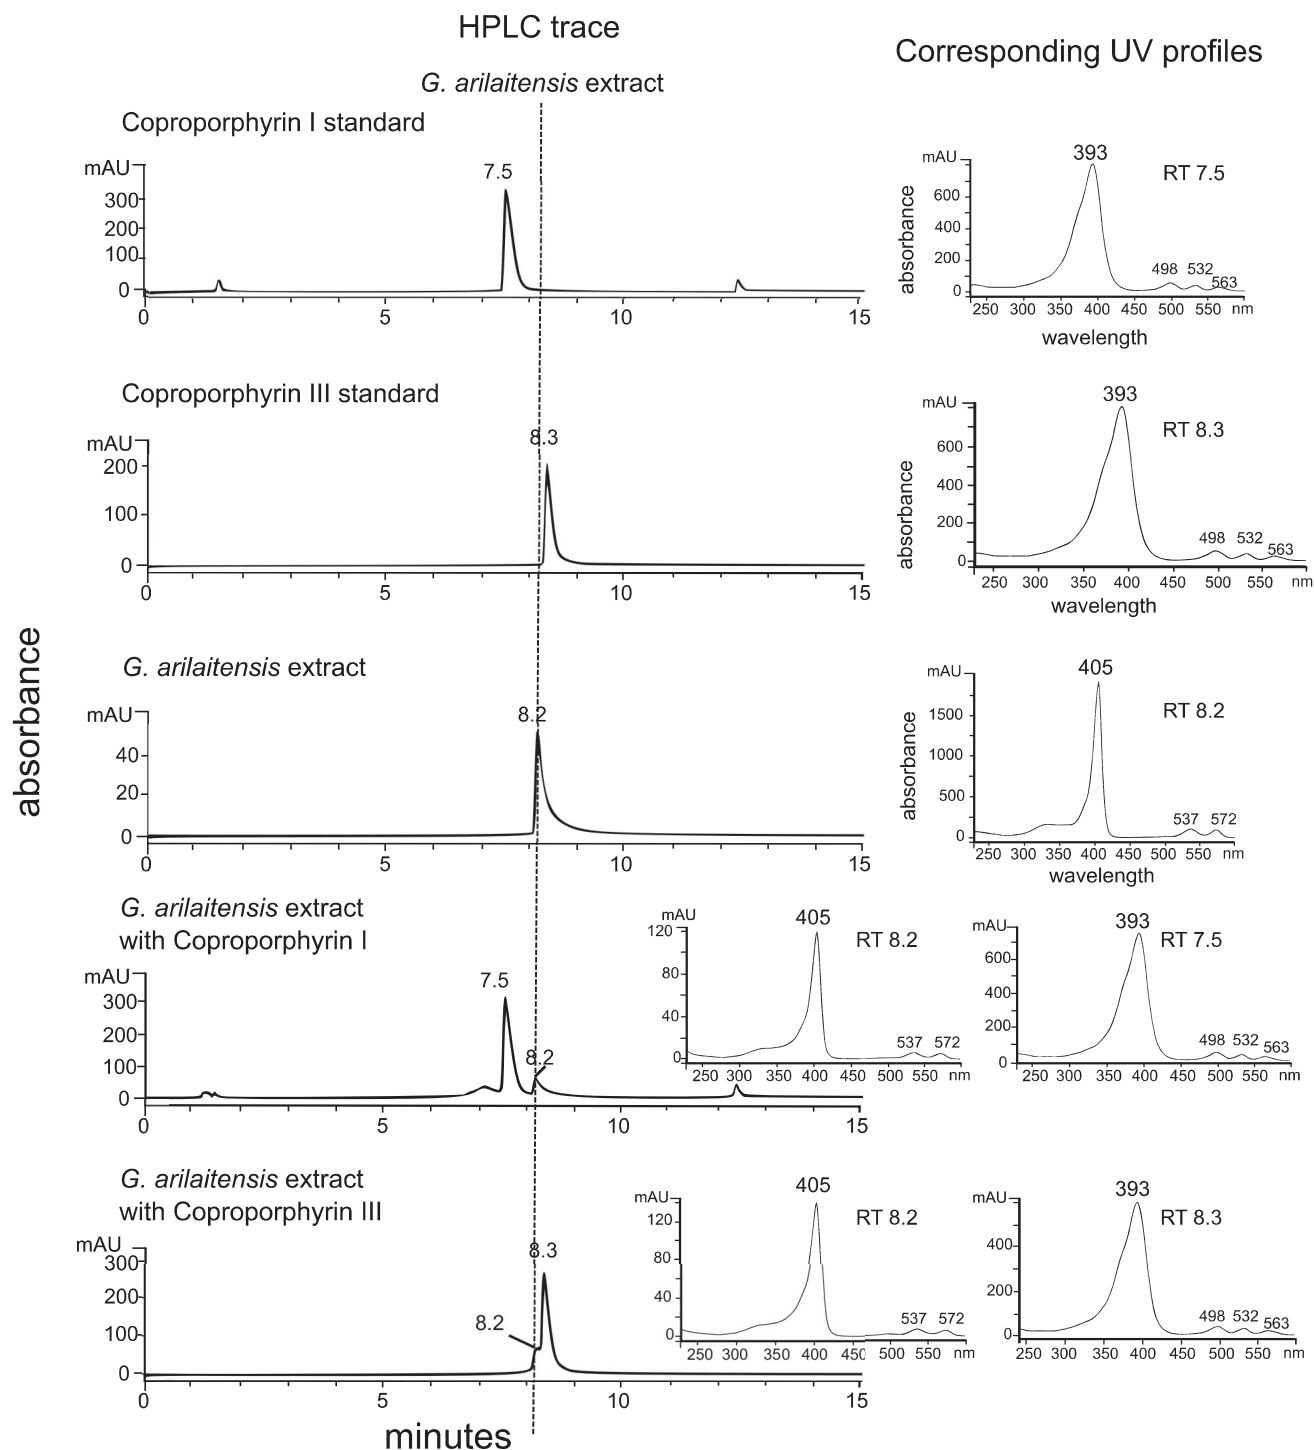 HPLC trace
Corresponding UV profiles
G. arilaitensis extract
Coproporphyrin I standard
mAU
300
200
100
0
7.5
0 5 10 15
mAU
600
400
200
0
absorbance
393
RT 7.5
498 532 563
250 300 350 400 450 500 550 nm
wavelength
Coproporphyrin III standard
mAU
200
100
0
8.3
0 5 10 15
mAU
600
400
200
0
absorbance
393
RT 8.3
498 532 563
250 300 350 400 450 500 550 nm
wavelength
absorbance
G. arilaitensis extract
mAU
40
20
0
8.2
0 5 10 15
mAU
1500
1000
500
0
absorbance
405
RT 8.2
537 572
250 300 350 400 450 500 550 nm
wavelength
G. arilaitensis extract
with Coproporphyrin I
mAU
300
200
100
0
7.5
8.2
0 5 10 15
mAU
120
80
40
0
405
RT 8.2
537 572
250 300 350 400 450 500 550 nm
mAU
600
400
200
0
393
RT 7.5
498 532 563
250 300 350 400 450 500 550 nm
G. arilaitensis extract
with Coproporphyrin III
mAU
300
200
100
0
8.3
8.2
0 5 10 15
mAU
120
80
40
0
405
RT 8.2
537 572
250 300 350 400 450 500 550 nm
mAU
400
200
0
393
RT 8.3
498 532 563
250 300 350 400 450 500 550 nm
minutes